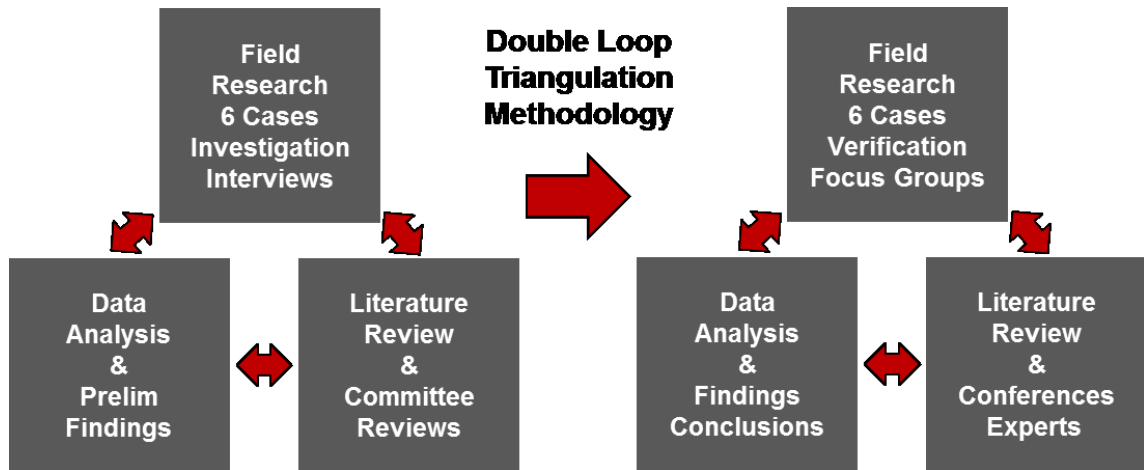 Field
Research
6 Cases
Investigation
Interviews
Double Loop
Triangulation
Methodology
Field
Research
6 Cases
Verification
Focus Groups
Data
Analysis
&
Prelim
Findings
Literature
Review
&
Committee
Reviews
Data
Analysis
&
Findings
Conclusions
Literature
Review
&
Conferences
Experts